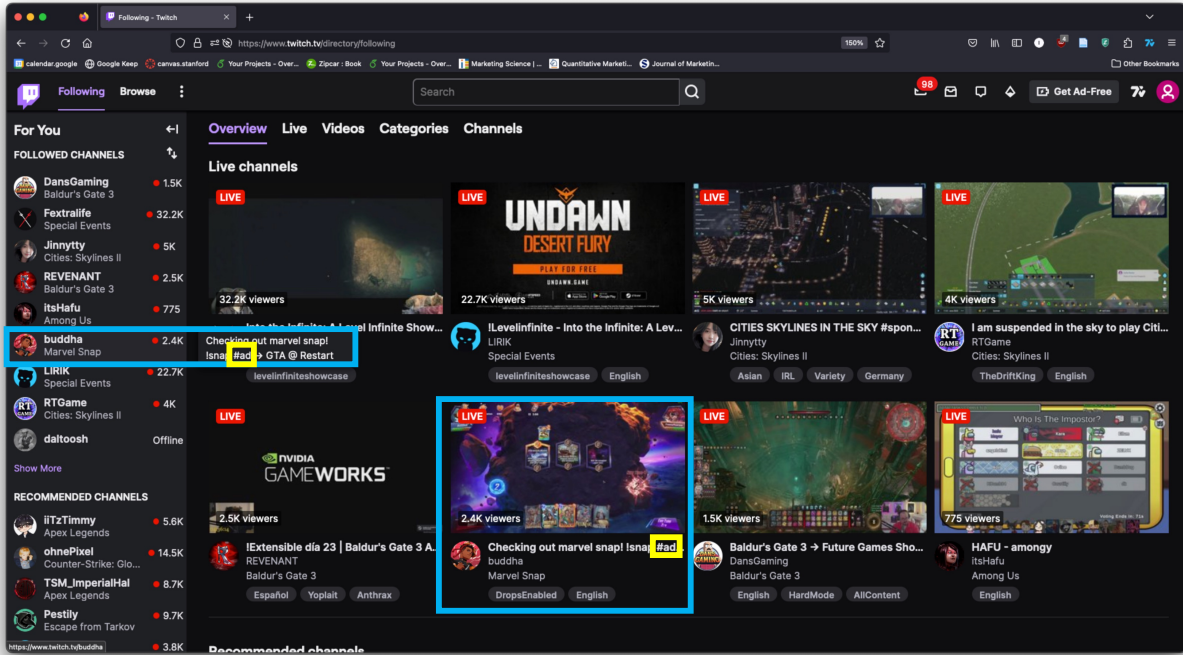 Following - Twitch
https://www.twitch.tv/directory/following
150%
calendar.google
Google Keep
canvas.stanford
Your Projects - Over...
Zipcar : Book
Your Projects - Over...
Marketing Science | ...
Quantitative Marketi...
Journal of Marketin...
Other Bookmarks
Following
Browse
Search
98
Get Ad-Free
For You
FOLLOWED CHANNELS
DansGaming
1.5K
Baldur's Gate 3
Fextralife
32.2K
Special Events
Jinnytty
5K
Cities: Skylines II
REVENANT
2.5K
Baldur's Gate 3
itsHafu
775
Among Us
buddha
2.4K
Marvel Snap
Checking out marvel snap!
!snap #ad → GTA @ Restart
LIRIK
22.7K
Special Events
RTGame
4K
Cities: Skylines II
daltoosh
Offline
Show More
RECOMMENDED CHANNELS
iiTzTimmy
5.6K
Apex Legends
ohnePixel
14.5K
Counter-Strike: Glo...
TSM_ImperialHal
8.7K
Apex Legends
Pestily
9.7K
Escape from Tarkov
3.8K
https://www.twitch.tv/buddha
Overview
Live
Videos
Categories
Channels
Live channels
LIVE
32.2K viewers
Into the Infinite: A Level Infinite Show...
levelinfiniteshowcase
LIVE
UNDAWN
DESERT FURY
PLAY FOR FREE
UNDAWN.GAME
22.7K viewers
!Levelinfinite - Into the Infinite: A Lev...
LIRIK
Special Events
levelinfiniteshowcase
English
LIVE
5K viewers
CITIES SKYLINES IN THE SKY #spon...
Jinnytty
Cities: Skylines II
Asian
IRL
Variety
Germany
LIVE
4K viewers
RT GAME
I am suspended in the sky to play Citi...
RTGame
Cities: Skylines II
TheDriftKing
English
LIVE
NVIDIA
GAMEWORKS
2.5K viewers
!Extensible día 23 | Baldur's Gate 3 A...
REVENANT
Baldur's Gate 3
Español
Yoplait
Anthrax
LIVE
2.4K viewers
Checking out marvel snap! !snap #ad...
buddha
Marvel Snap
DropsEnabled
English
LIVE
1.5K viewers
Baldur's Gate 3 → Future Games Sho...
DansGaming
Baldur's Gate 3
English
HardMode
AllContent
LIVE
Who Is The Impostor?
775 viewers
HAFU - amongy
itsHafu
Among Us
English
Recommended channels